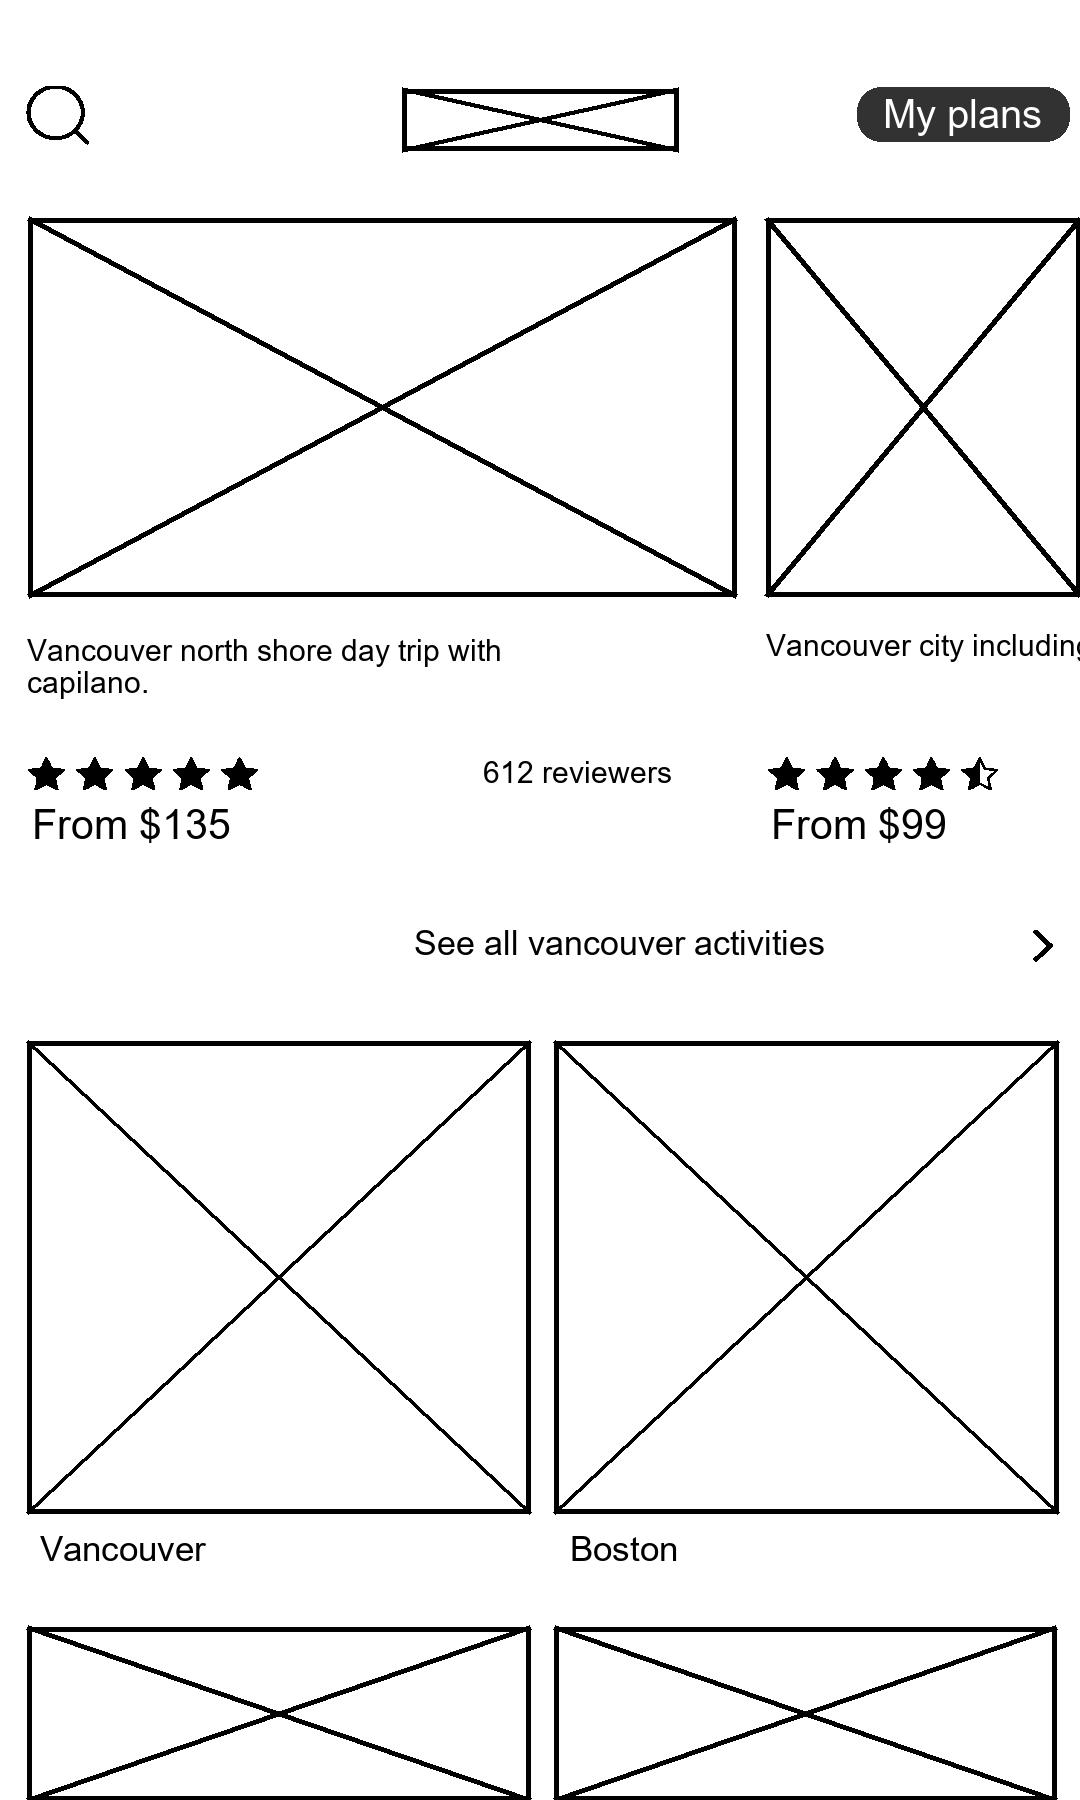 My plans
Vancouver north shore day trip with
capilano.
Vancouver city including
612 reviewers
From $135
From $99
See all vancouver activities
Vancouver
Boston